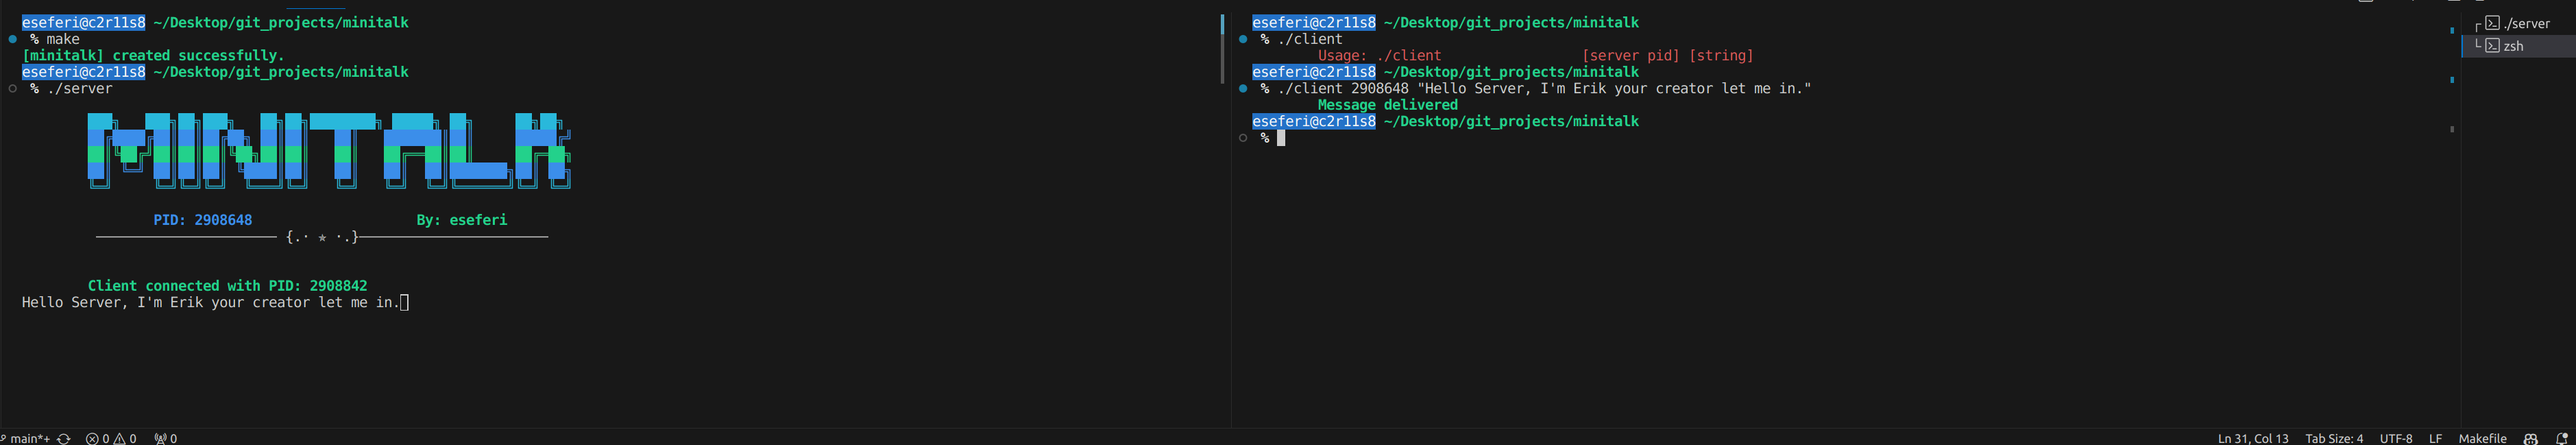 eseferi@c2r11s8 ~/Desktop/git_projects/minitalk
% make
[minitalk] created successfully.
eseferi@c2r11s8 ~/Desktop/git_projects/minitalk
% ./server
MINITALK
PID: 2908648 By: eseferi
{.· ★ ·.}
Client connected with PID: 2908842
Hello Server, I'm Erik your creator let me in.
eseferi@c2r11s8 ~/Desktop/git_projects/minitalk
% ./client
Usage: ./client [server pid] [string]
eseferi@c2r11s8 ~/Desktop/git_projects/minitalk
% ./client 2908648 "Hello Server, I'm Erik your creator let me in."
Message delivered
eseferi@c2r11s8 ~/Desktop/git_projects/minitalk
%
./server
zsh
main*+ 0 0 0
Ln 31, Col 13 Tab Size: 4 UTF-8 LF Makefile